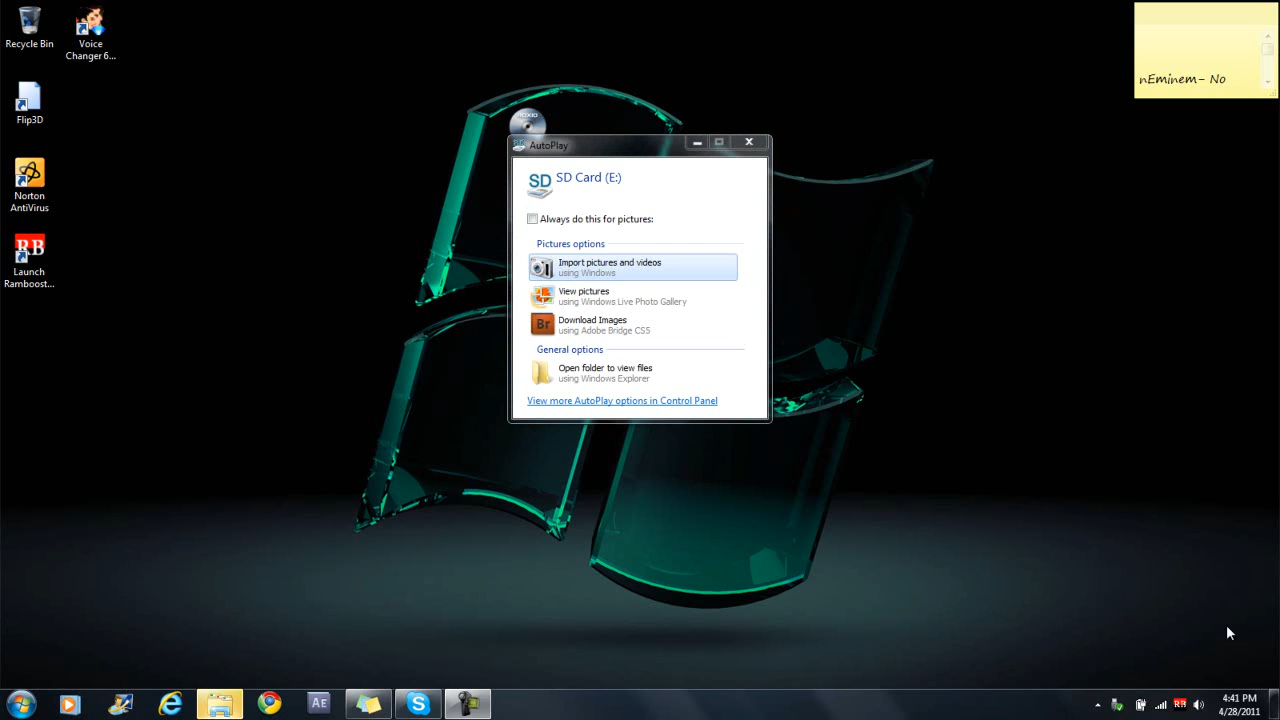 Recycle Bin
Voice
Changer 6...
Flip3D
Norton
AntiVirus
RB
Launch
Ramboost...
nEminem- No
ROXIO
AutoPlay
SD
SD Card (E:)
Always do this for pictures:
Pictures options
Import pictures and videos
using Windows
View pictures
using Windows Live Photo Gallery
Br
Download Images
using Adobe Bridge CS5
General options
Open folder to view files
using Windows Explorer
View more AutoPlay options in Control Panel
AE
RB
4:41 PM
4/28/2011